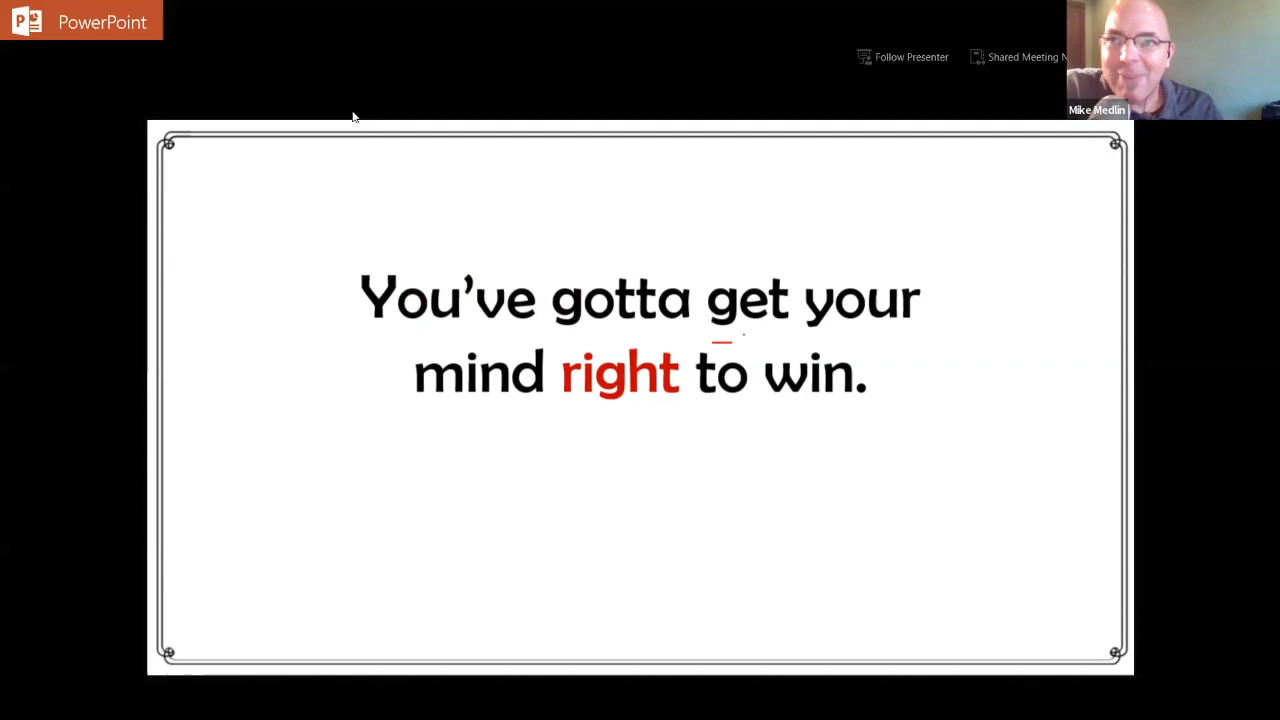 PowerPoint
Follow Presenter
Shared Meeting N
Mike Medlin
You've gotta get your
mind right to win.